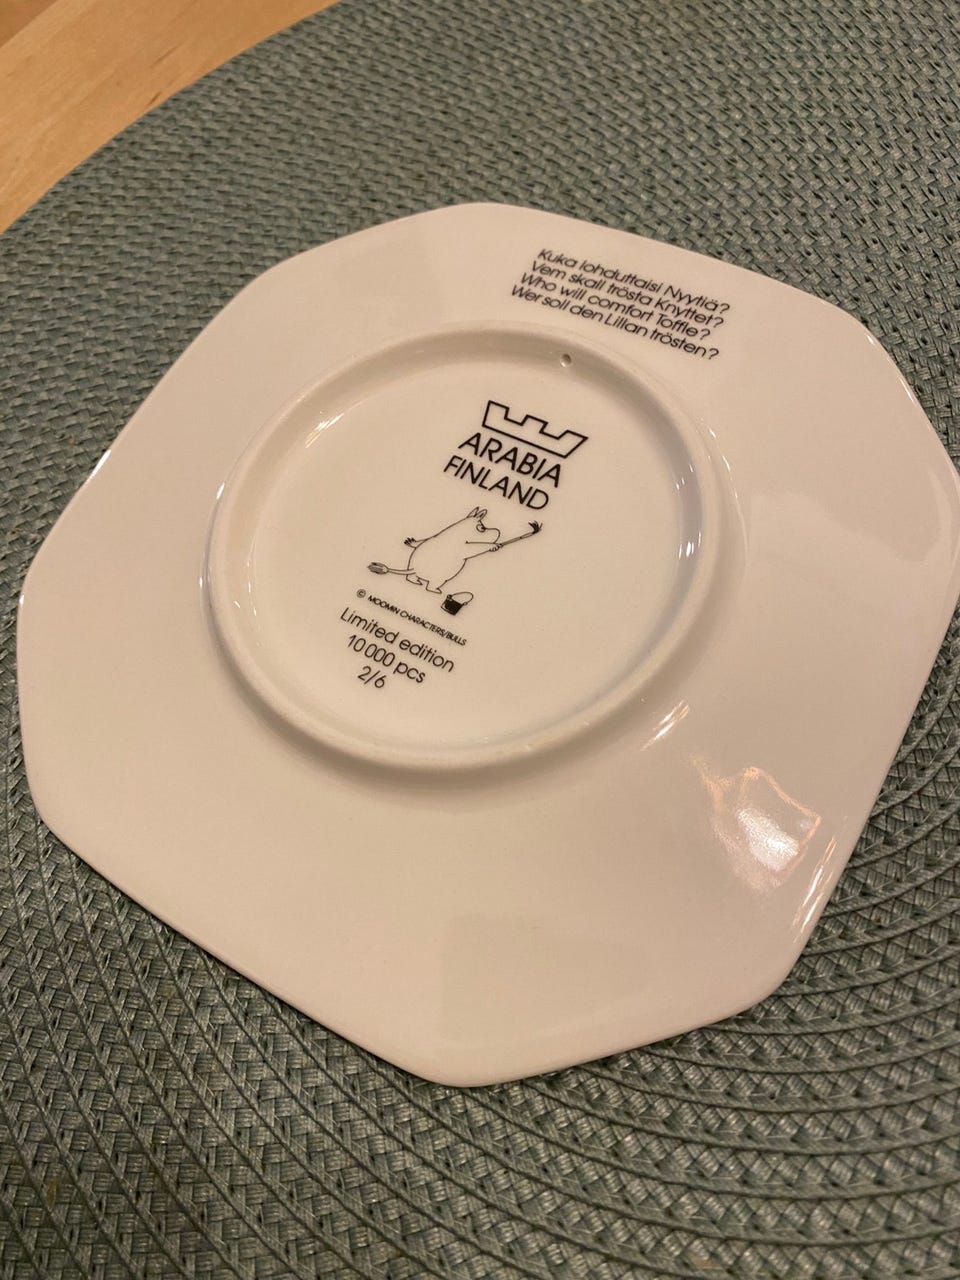 Kuka lohduttaisi Nyytiä?
Vem skall trösta Knyttet?
Who will comfort Toffle?
Wer soll den Lillan trösten?
ARABIA
FINLAND
© MOOMIN CHARACTERS/BULLS
Limited edition
10 000 pcs
2/6